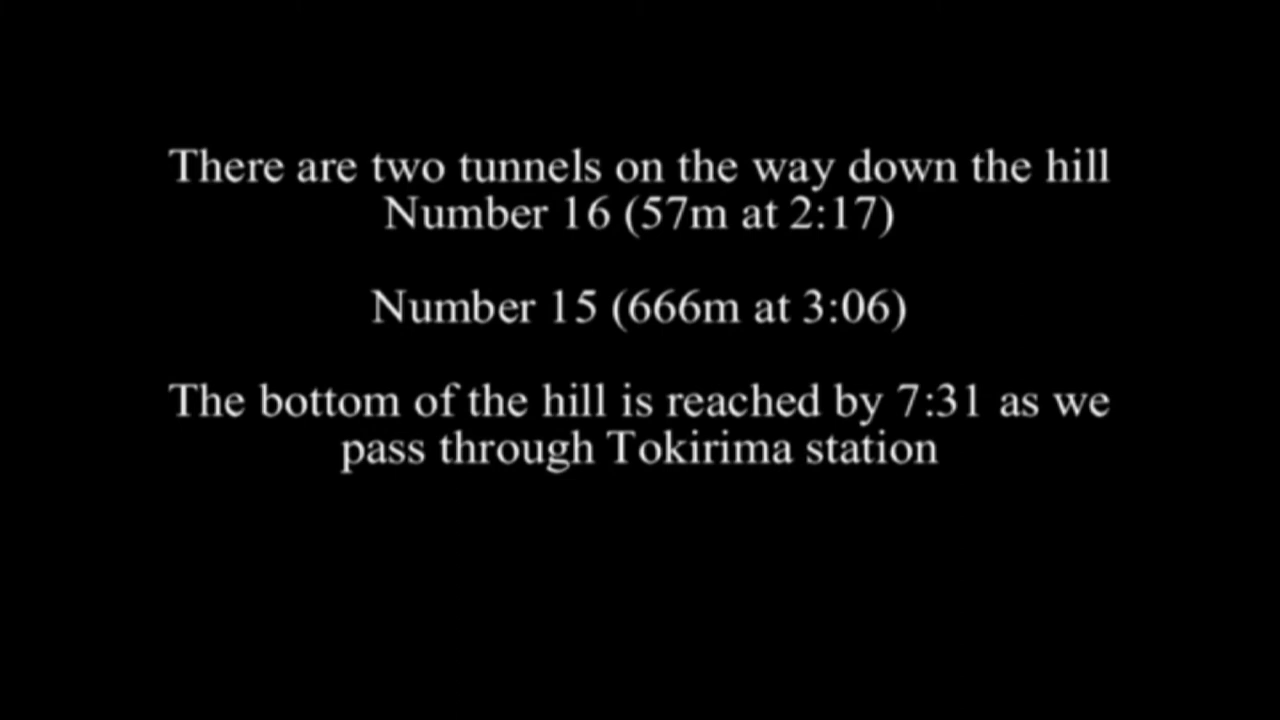 There are two tunnels on the way down the hill
Number 16 (57m at 2:17)
Number 15 (666m at 3:06)
The bottom of the hill is reached by 7:31 as we
pass through Tokirima station